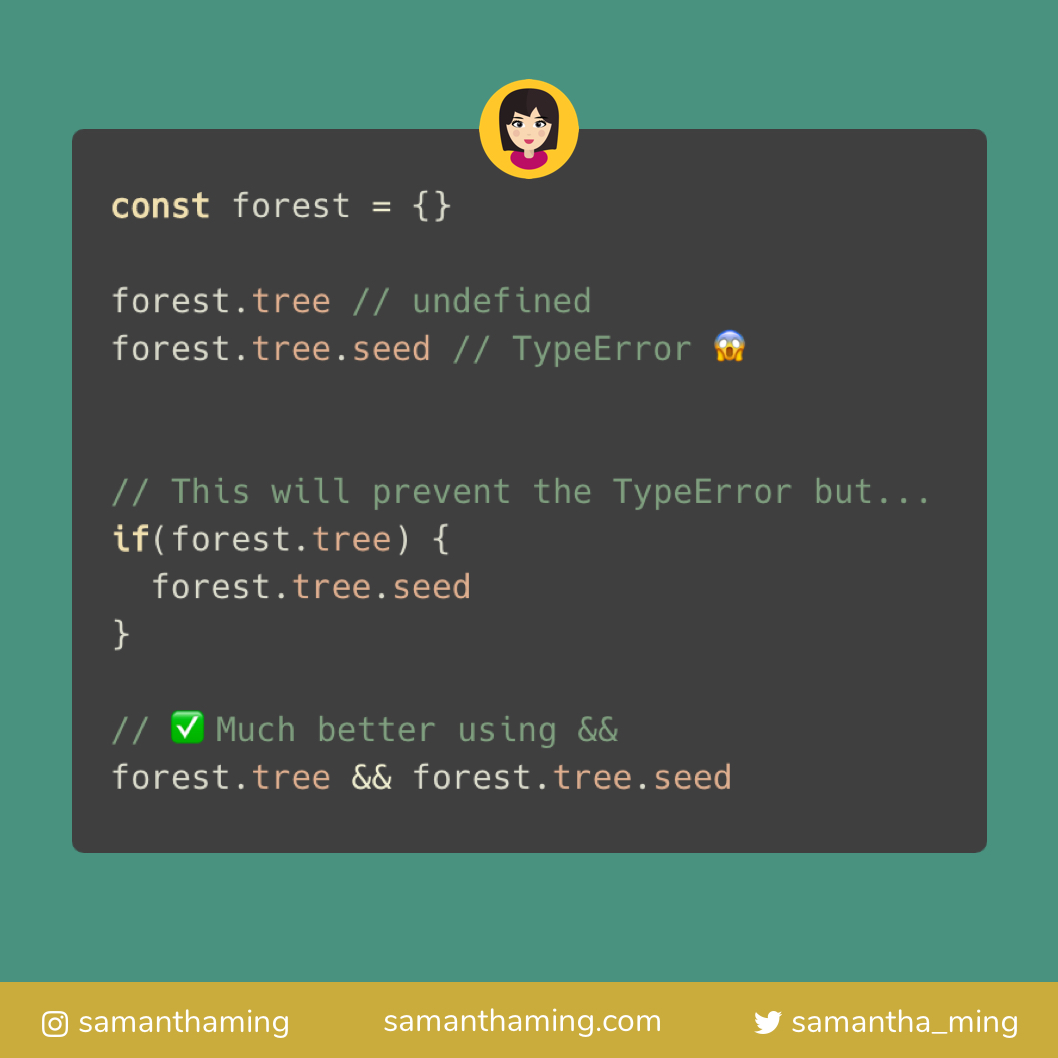 const forest = {}
forest.tree // undefined
forest.tree.seed // TypeError 😱
// This will prevent the TypeError but...
if(forest.tree) {
  forest.tree.seed
}
// ✅ Much better using &&
forest.tree && forest.tree.seed
samanthaming
samanthaming.com
samantha_ming